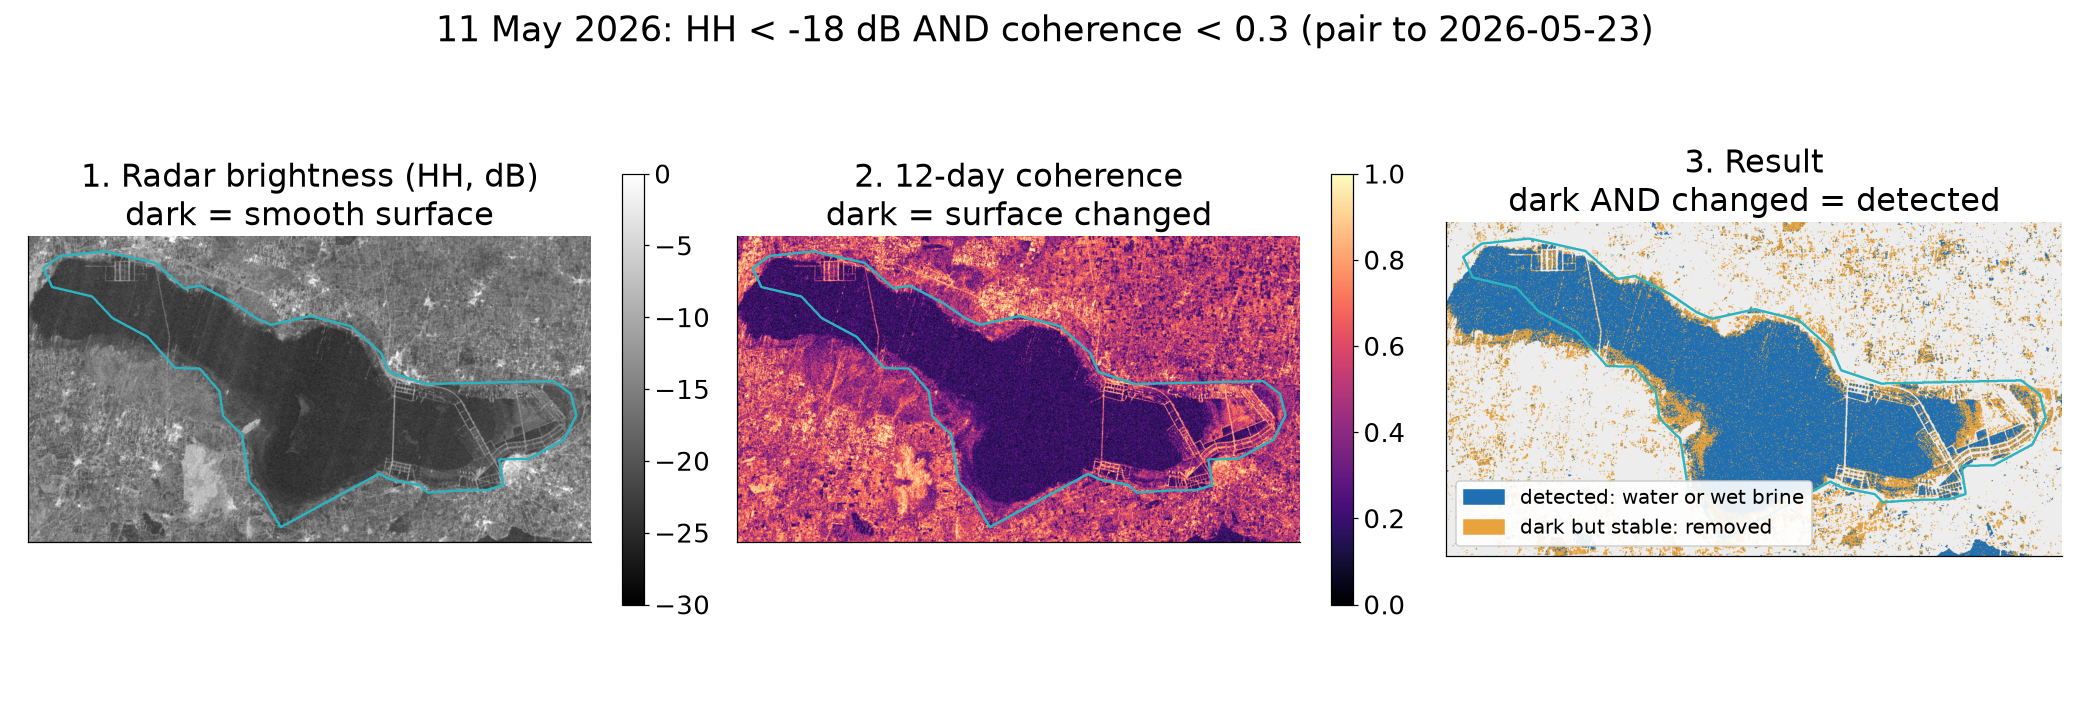 11 May 2026: HH < -18 dB AND coherence < 0.3 (pair to 2026-05-23)
1. Radar brightness (HH, dB)
dark = smooth surface
0
−5
−10
−15
−20
−25
−30
2. 12-day coherence
dark = surface changed
1.0
0.8
0.6
0.4
0.2
0.0
3. Result
dark AND changed = detected
detected: water or wet brine
dark but stable: removed